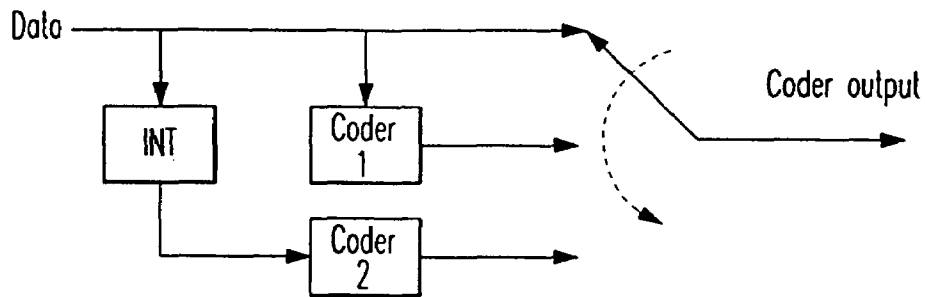 Data
Coder output
INT
Coder
1
Coder
2